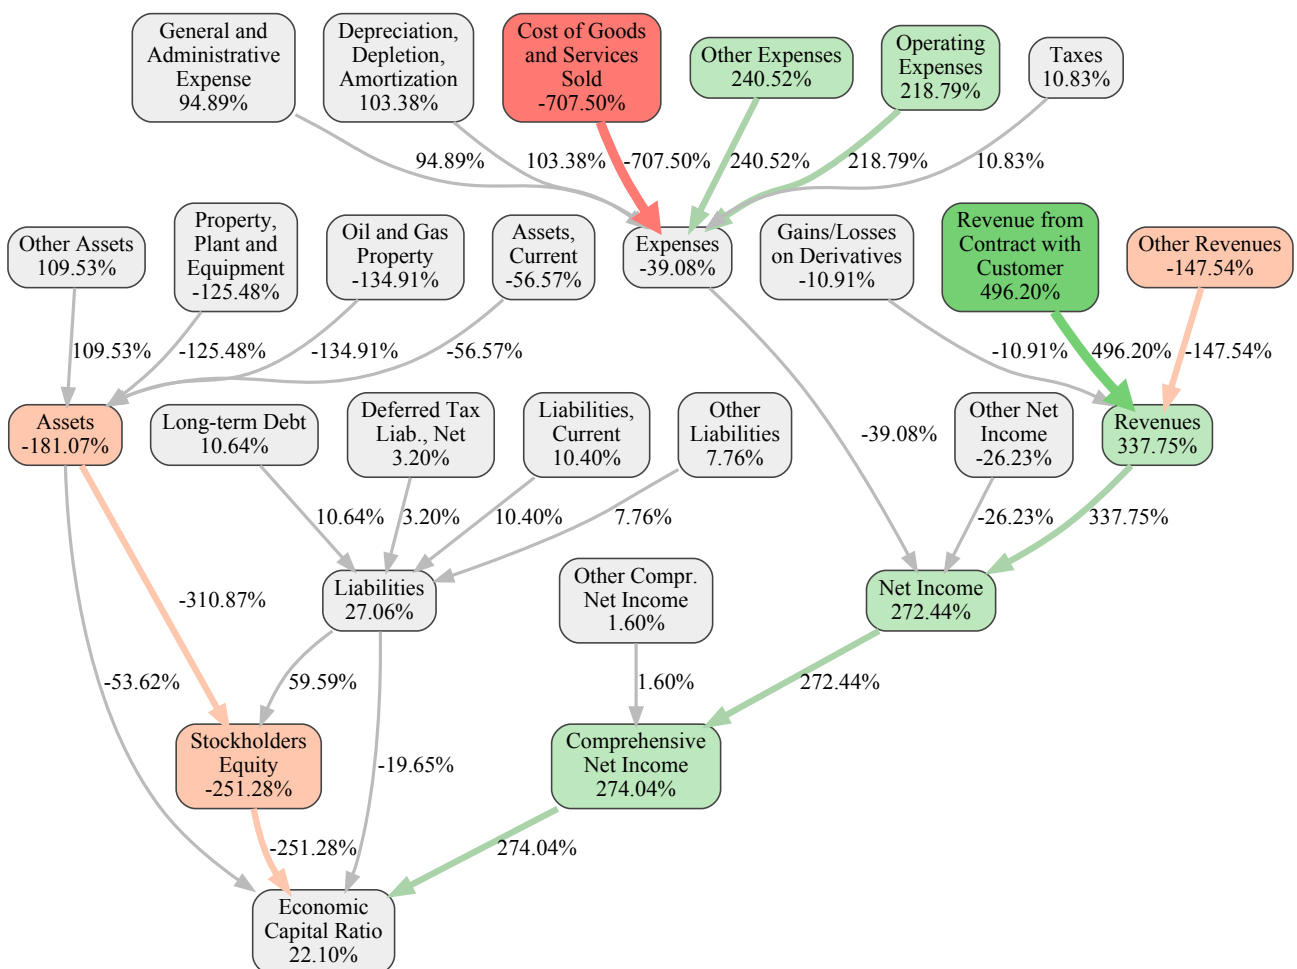 General and
Administrative
Expense
94.89%
Depreciation,
Depletion,
Amortization
103.38%
Cost of Goods
and Services
Sold
-707.50%
Other Expenses
240.52%
Operating
Expenses
218.79%
Taxes
10.83%
94.89%
103.38%
-707.50%
240.52%
218.79%
10.83%
Other Assets
109.53%
Property,
Plant and
Equipment
-125.48%
Oil and Gas
Property
-134.91%
Assets,
Current
-56.57%
Expenses
-39.08%
Gains/Losses
on Derivatives
-10.91%
Revenue from
Contract with
Customer
496.20%
Other Revenues
-147.54%
109.53%
-125.48%
-134.91%
-56.57%
-10.91%
496.20%
-147.54%
Assets
-181.07%
Long-term Debt
10.64%
Deferred Tax
Liab., Net
3.20%
Liabilities,
Current
10.40%
Other
Liabilities
7.76%
-39.08%
Other Net
Income
-26.23%
Revenues
337.75%
10.64%
3.20%
10.40%
7.76%
-26.23%
337.75%
-310.87%
Liabilities
27.06%
Other Compr.
Net Income
1.60%
Net Income
272.44%
-53.62%
59.59%
1.60%
272.44%
Stockholders
Equity
-251.28%
-19.65%
Comprehensive
Net Income
274.04%
-251.28%
274.04%
Economic
Capital Ratio
22.10%